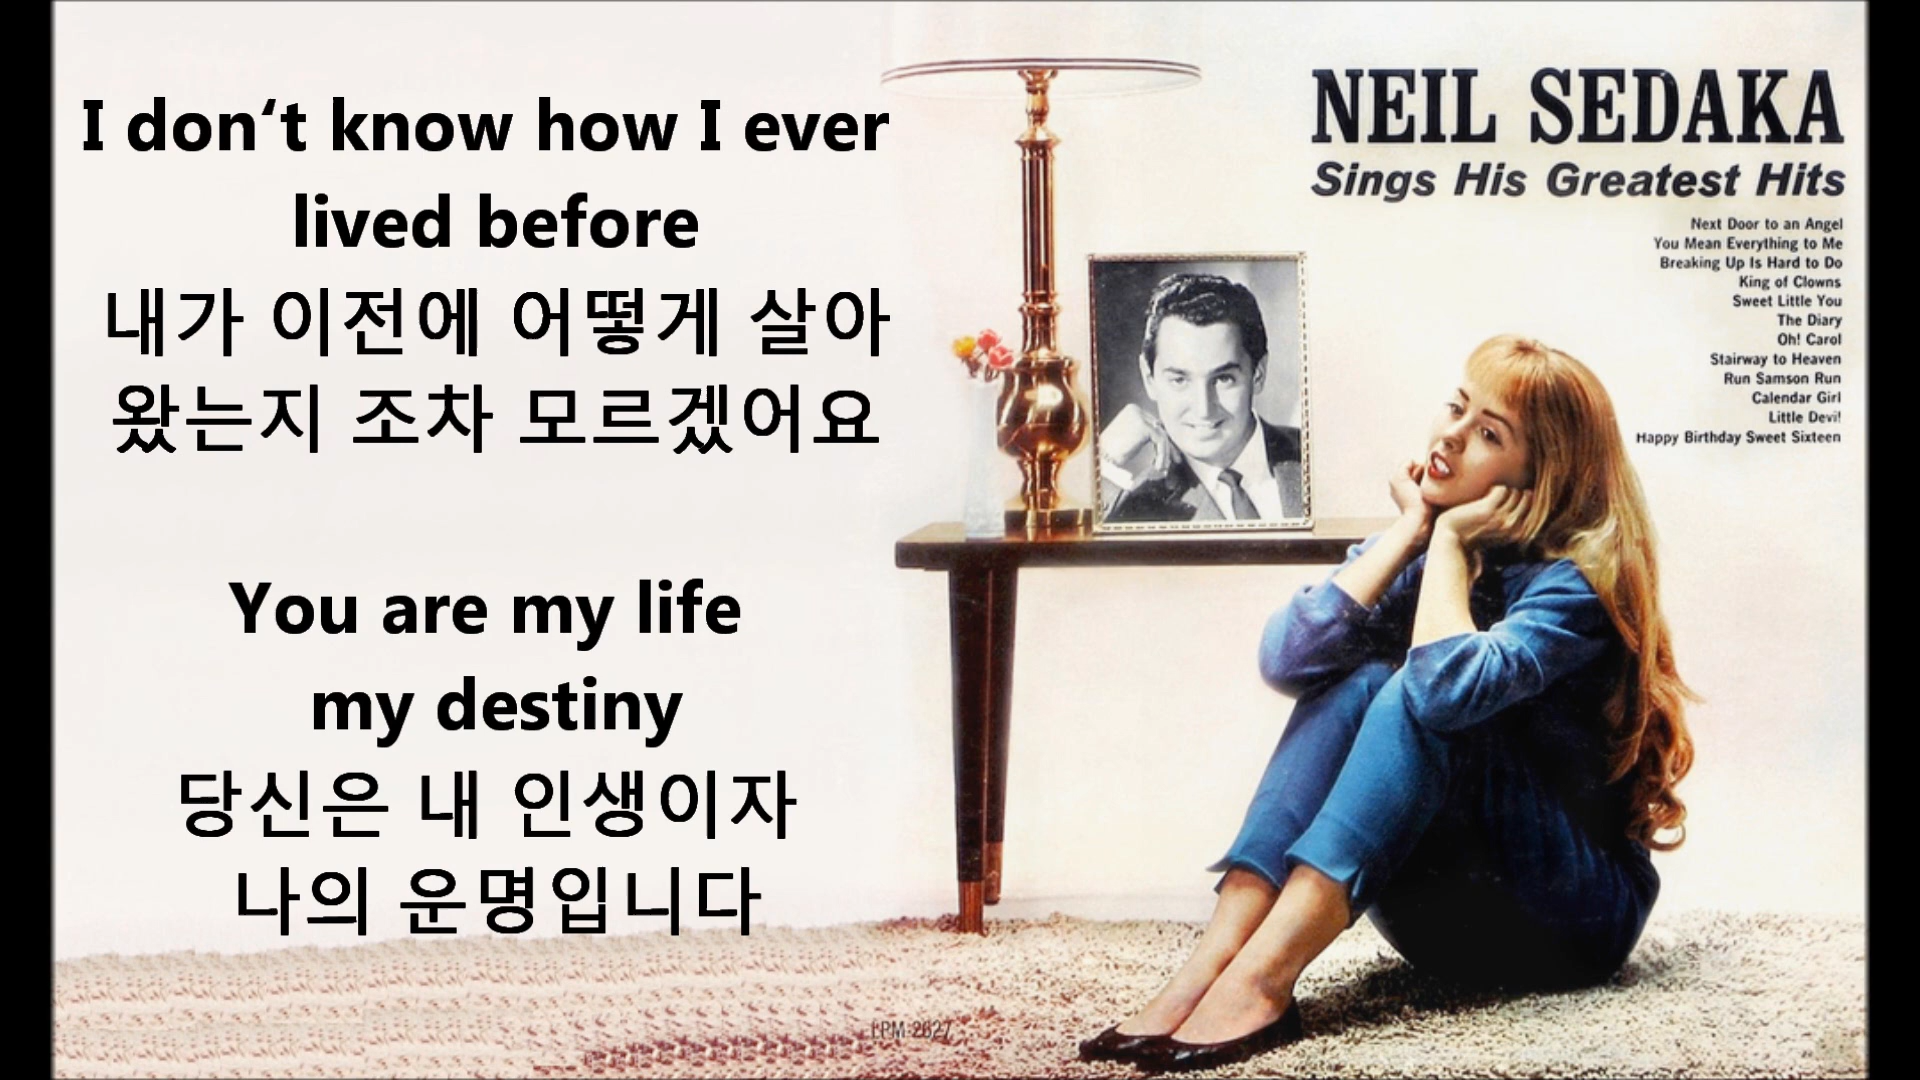 I don‘t know how I ever
lived before
내가 이전에 어떻게 살아
왔는지 조차 모르겠어요
You are my life
my destiny
당신은 내 인생이자
나의 운명입니다
NEIL SEDAKA
Sings His Greatest Hits
Next Door to an Angel
You Mean Everything to Me
Breaking Up Is Hard to Do
King of Clowns
Sweet Little You
The Diary
Oh! Carol
Stairway to Heaven
Run Samson Run
Calendar Girl
Little Devil
Happy Birthday Sweet Sixteen
LPM-2627